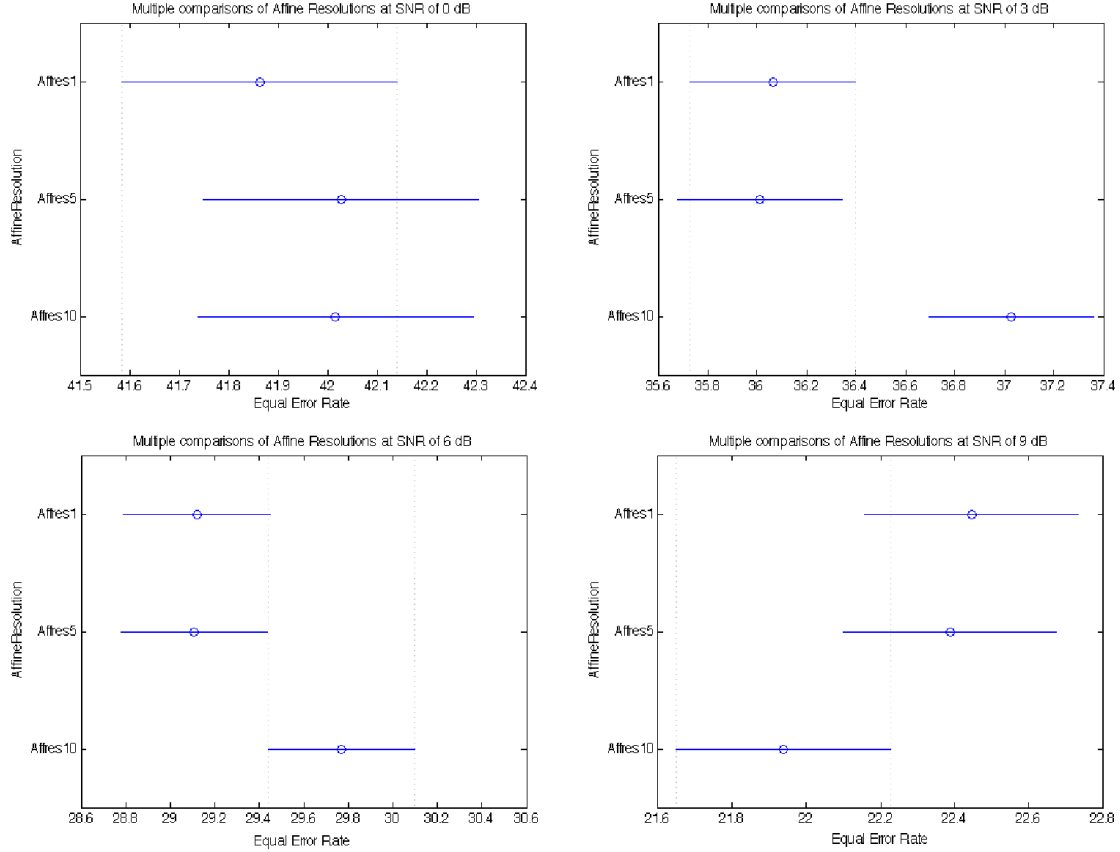 Multiple comparisons of Affine Resolutions at SNR of 0 dB
AffineResolution
Affres1
Affres5
Affres10
41.5 41.6 41.7 41.8 41.9 42 42.1 42.2 42.3 42.4
Equal Error Rate
Multiple comparisons of Affine Resolutions at SNR of 3 dB
AffineResolution
Affres1
Affres5
Affres10
35.6 35.8 36 36.2 36.4 36.6 36.8 37 37.2 37.4
Equal Error Rate
Multiple comparisons of Affine Resolutions at SNR of 6 dB
AffineResolution
Affres1
Affres5
Affres10
28.6 28.8 29 29.2 29.4 29.6 29.8 30 30.2 30.4 30.6
Equal Error Rate
Multiple comparisons of Affine Resolutions at SNR of 9 dB
AffineResolution
Affres1
Affres5
Affres10
21.6 21.8 22 22.2 22.4 22.6 22.8
Equal Error Rate